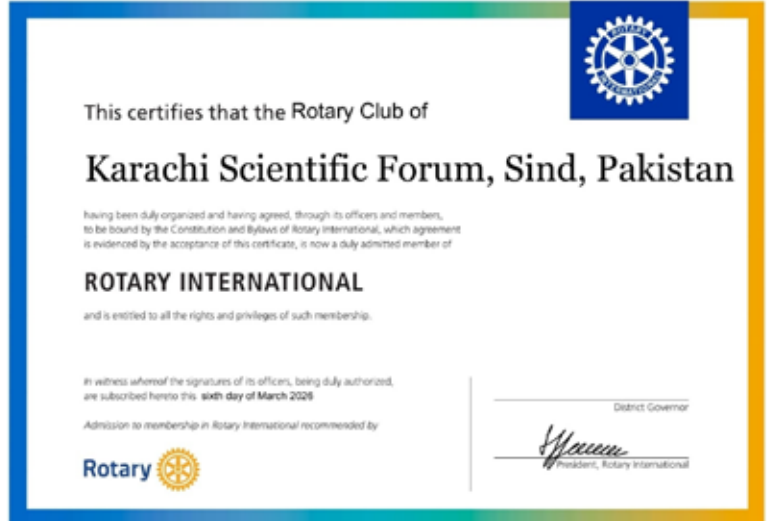 ROTARY
INTERNATIONAL
This certifies that the Rotary Club of
Karachi Scientific Forum, Sind, Pakistan
having been duly organized and having agreed, through its officers and members,
to be bound by the Constitution and Bylaws of Rotary International, which agreement
is evidenced by the acceptance of this certificate, is now a duly admitted member of
ROTARY INTERNATIONAL
and is entitled to all the rights and privileges of such membership.
In witness whereof the signatures of its officers, being duly authorized,
are subscribed hereto this sixth day of March 2026
Admission to membership in Rotary International recommended by
District Governor
President, Rotary International
Rotary